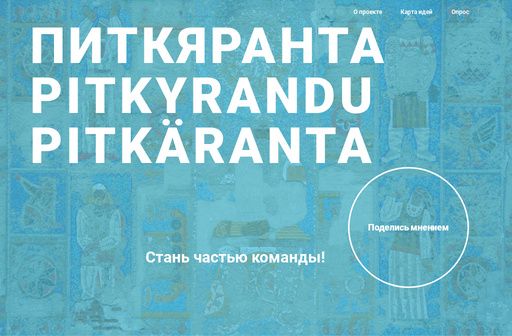 О проекте Карта идей Опрос
ПИТКЯРАНТА
PITKYRANDU
PITKÄRANTA
Поделись мнением
Стань частью команды!